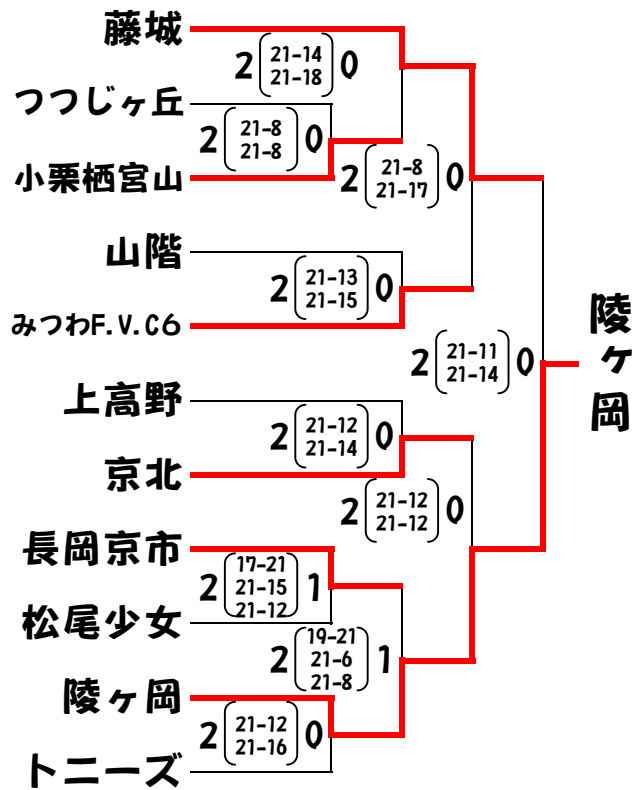 藤城
2 21-14 0
21-18
つつじヶ丘
2 21-8 0
21-8
小栗栖宮山
2 21-8 0
21-17
山階
2 21-13 0
21-15
みつわF.V.C6
陵ヶ岡
2 21-11 0
21-14
上高野
2 21-12 0
21-14
京北
2 21-12 0
21-12
長岡京市
17-21
2 21-15 1
21-12
松尾少女
19-21
2 21-6 1
21-8
陵ヶ岡
2 21-12 0
21-16
トニーズ